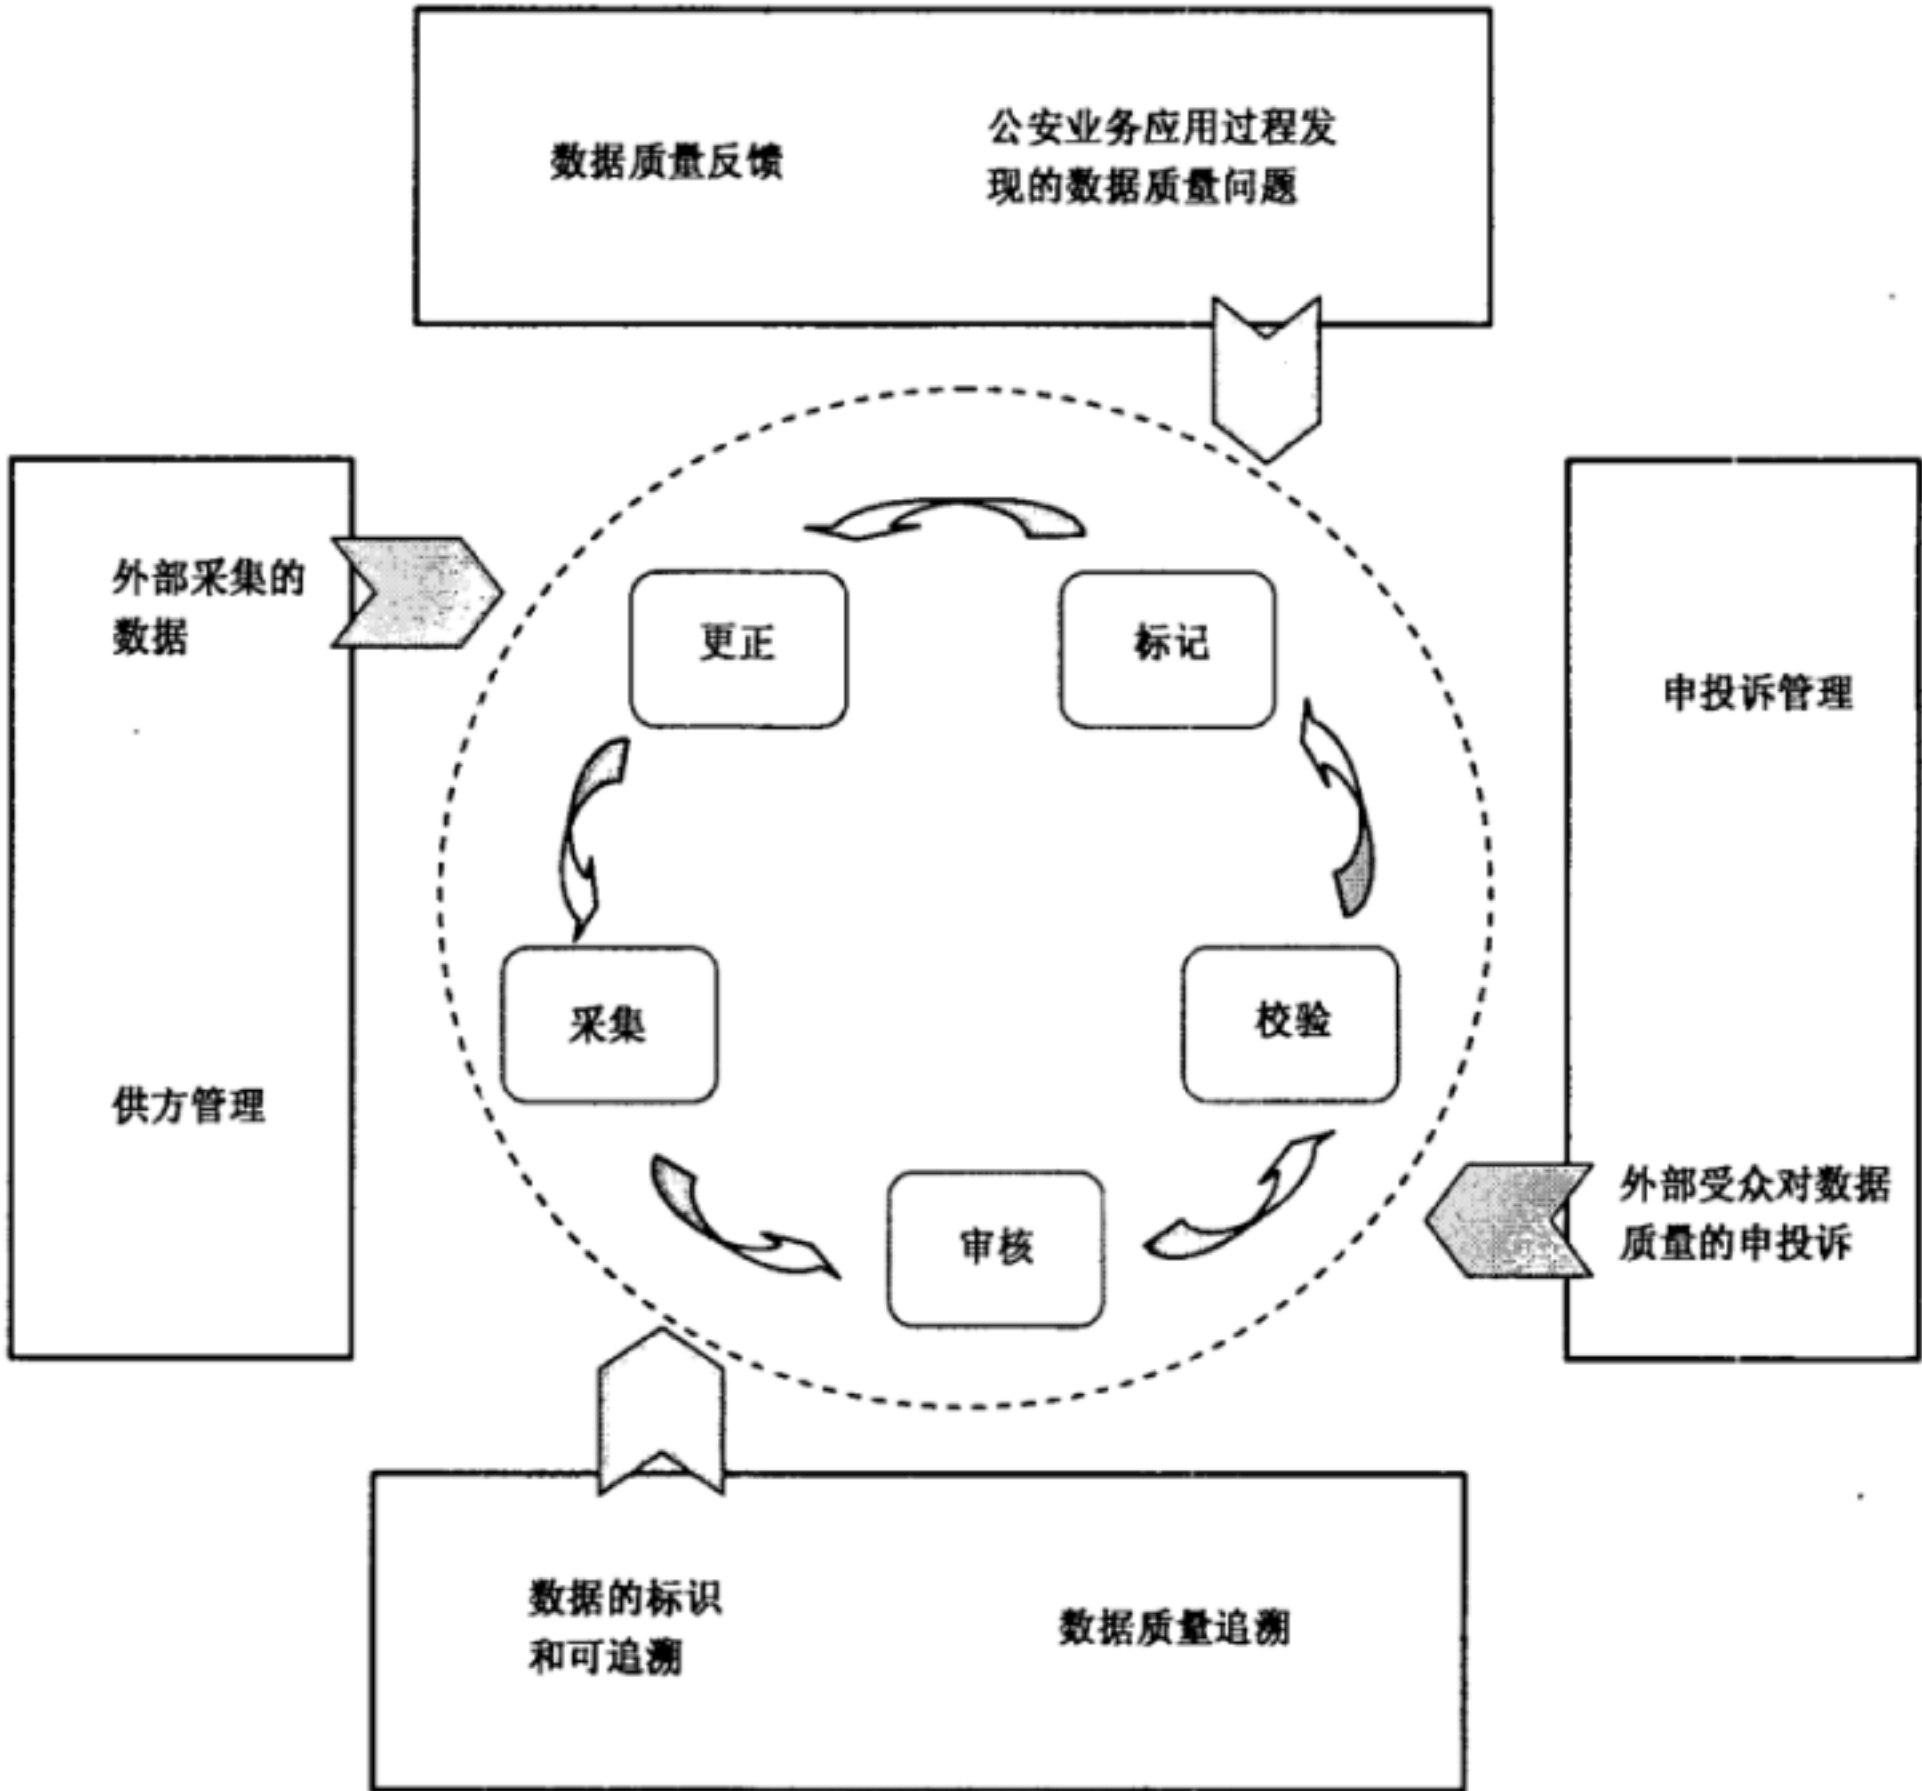 数据质量反馈
公安业务应用过程发
现的数据质量问题
外部采集的
数据
供方管理
更正
标记
采集
校验
审核
申投诉管理
外部受众对数据
质量的申投诉
数据的标识
和可追溯
数据质量追溯